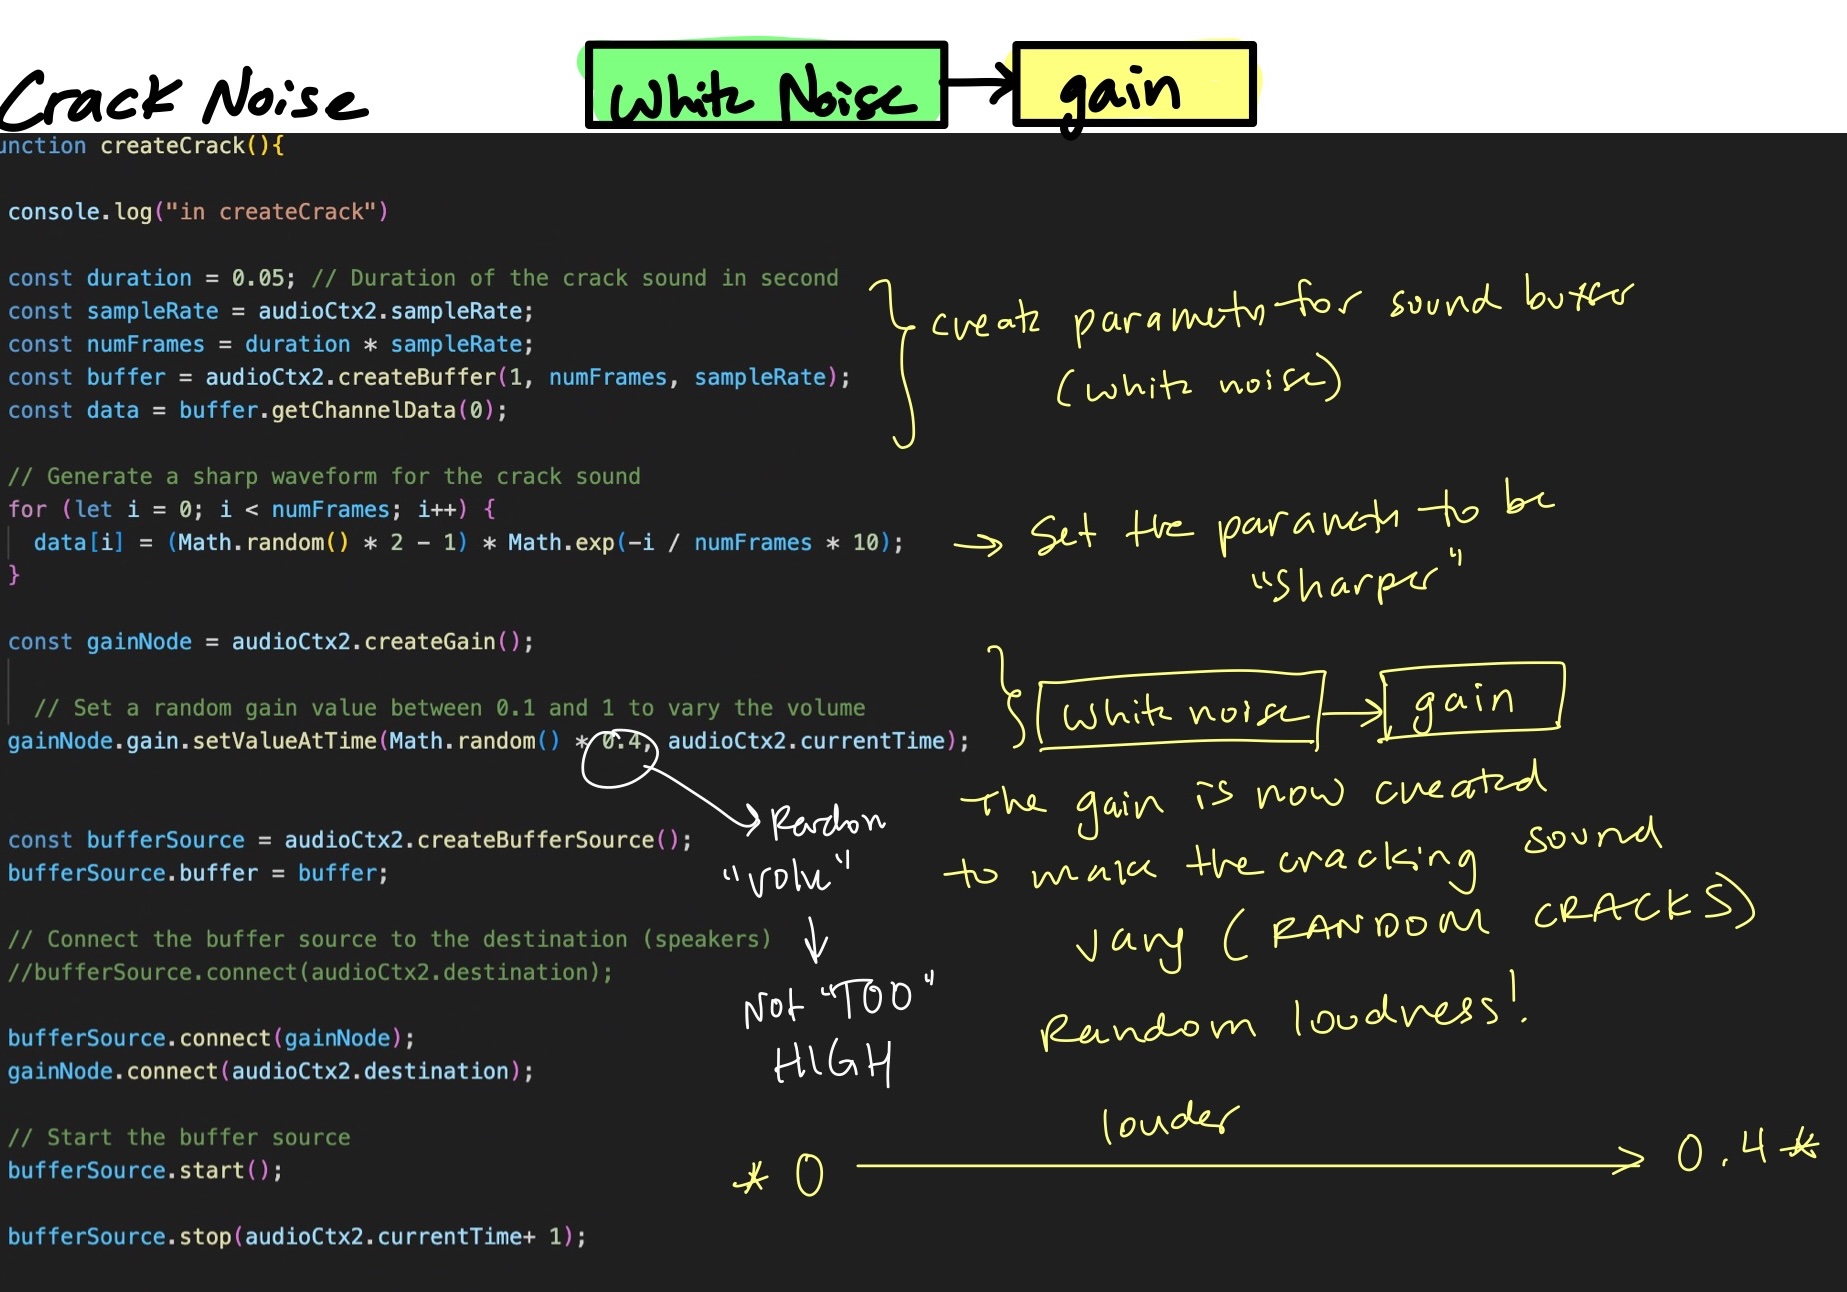 Crack Noise
White Noise
gain
unction createCrack(){
console.log("in createCrack")
const duration = 0.05; // Duration of the crack sound in second
const sampleRate = audioCtx2.sampleRate;
const numFrames = duration * sampleRate;
const buffer = audioCtx2.createBuffer(1, numFrames, sampleRate);
const data = buffer.getChannelData(0);
create parameters for sound buffer
(white noise)
// Generate a sharp waveform for the crack sound
for (let i = 0; i < numFrames; i++) {
data[i] = (Math.random() * 2 - 1) * Math.exp(-i / numFrames * 10);
}
→ Set the parameters to be
"sharper"
const gainNode = audioCtx2.createGain();
// Set a random gain value between 0.1 and 1 to vary the volume
gainNode.gain.setValueAtTime(Math.random() * 0.4, audioCtx2.currentTime);
white noise
gain
The gain is now created
to make the cracking sound
vary (RANDOM CRACKS)
Random loudness!
Random
Not "TOO"
HIGH
const bufferSource = audioCtx2.createBufferSource();
bufferSource.buffer = buffer;
// Connect the buffer source to the destination (speakers)
//bufferSource.connect(audioCtx2.destination);
bufferSource.connect(gainNode);
gainNode.connect(audioCtx2.destination);
// Start the buffer source
bufferSource.start();
louder
* 0 → 0.4 *
bufferSource.stop(audioCtx2.currentTime+ 1);